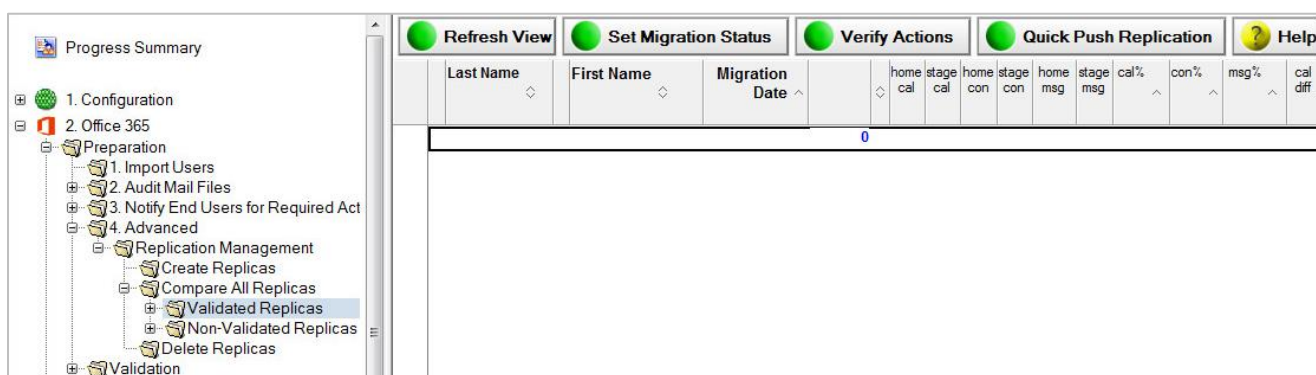 Progress Summary
1. Configuration
2. Office 365
Preparation
1. Import Users
2. Audit Mail Files
3. Notify End Users for Required Act
4. Advanced
Replication Management
Create Replicas
Compare All Replicas
Validated Replicas
Non-Validated Replicas
Delete Replicas
Validation
Refresh View Set Migration Status Verify Actions Quick Push Replication ? Help
Last Name First Name Migration Date home cal stage cal home con stage con home msg stage msg cal% con% msg% cal diff
0